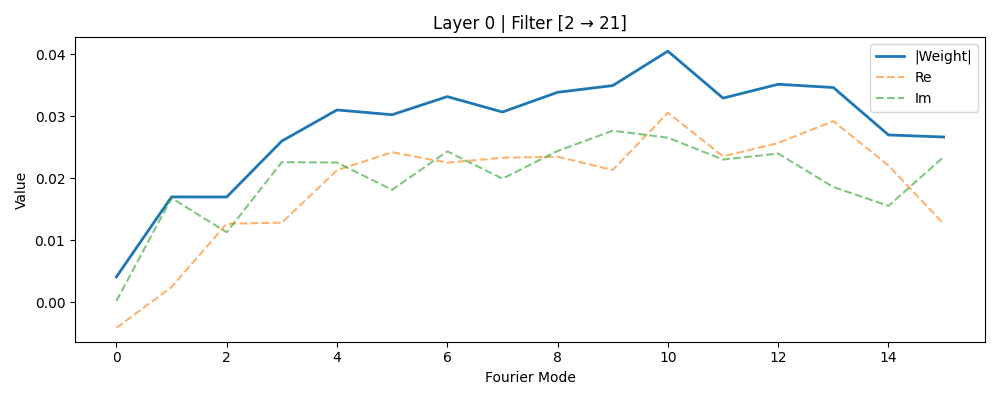 Layer 0 | Filter [2 → 21]
|Weight|
Re
Im
Value
0.04
0.03
0.02
0.01
0.00
0 2 4 6 8 10 12 14
Fourier Mode